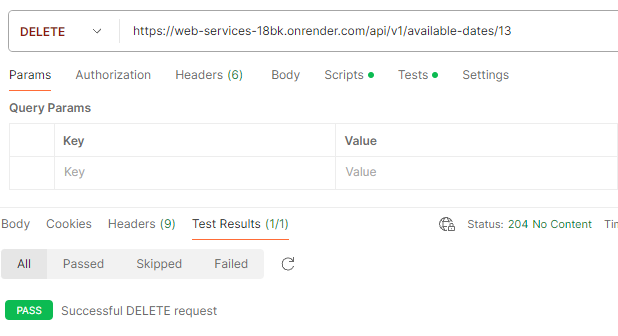 DELETE https://web-services-18bk.onrender.com/api/v1/available-dates/13
Params Authorization Headers (6) Body Scripts Tests Settings
Query Params
Key Value
Key Value
Body Cookies Headers (9) Test Results (1/1) Status: 204 No Content
All Passed Skipped Failed
PASS Successful DELETE request